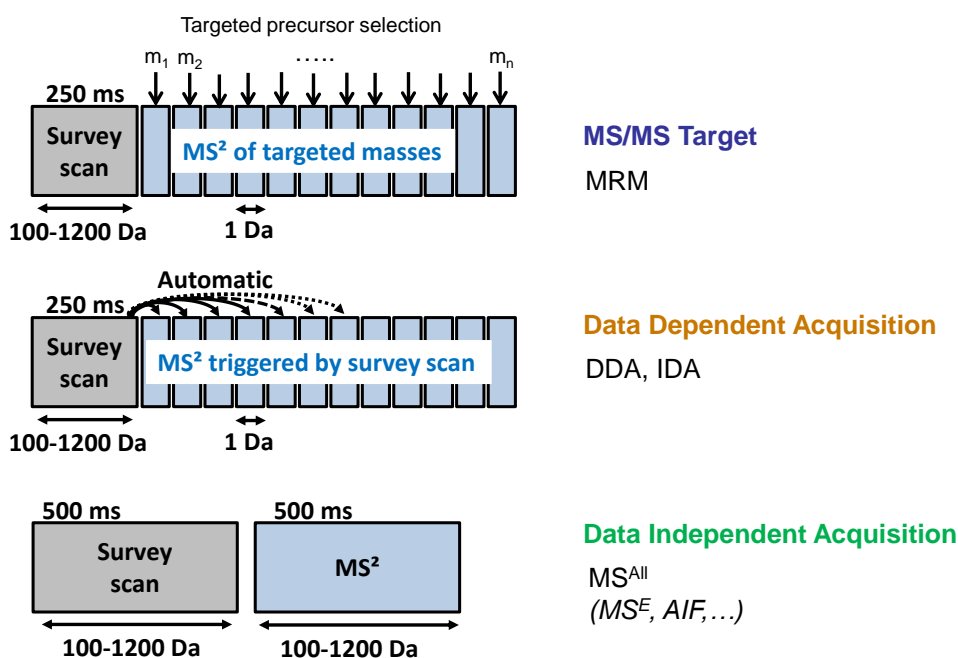 Targeted precursor selection
m1 m2 ..... mn
250 ms
Survey
scan
MS² of targeted masses
100-1200 Da
1 Da
MS/MS Target
MRM
Automatic
250 ms
Survey
scan
MS² triggered by survey scan
100-1200 Da
1 Da
Data Dependent Acquisition
DDA, IDA
500 ms
Survey
scan
100-1200 Da
500 ms
MS²
100-1200 Da
Data Independent Acquisition
MSAll
(MSE, AIF,...)